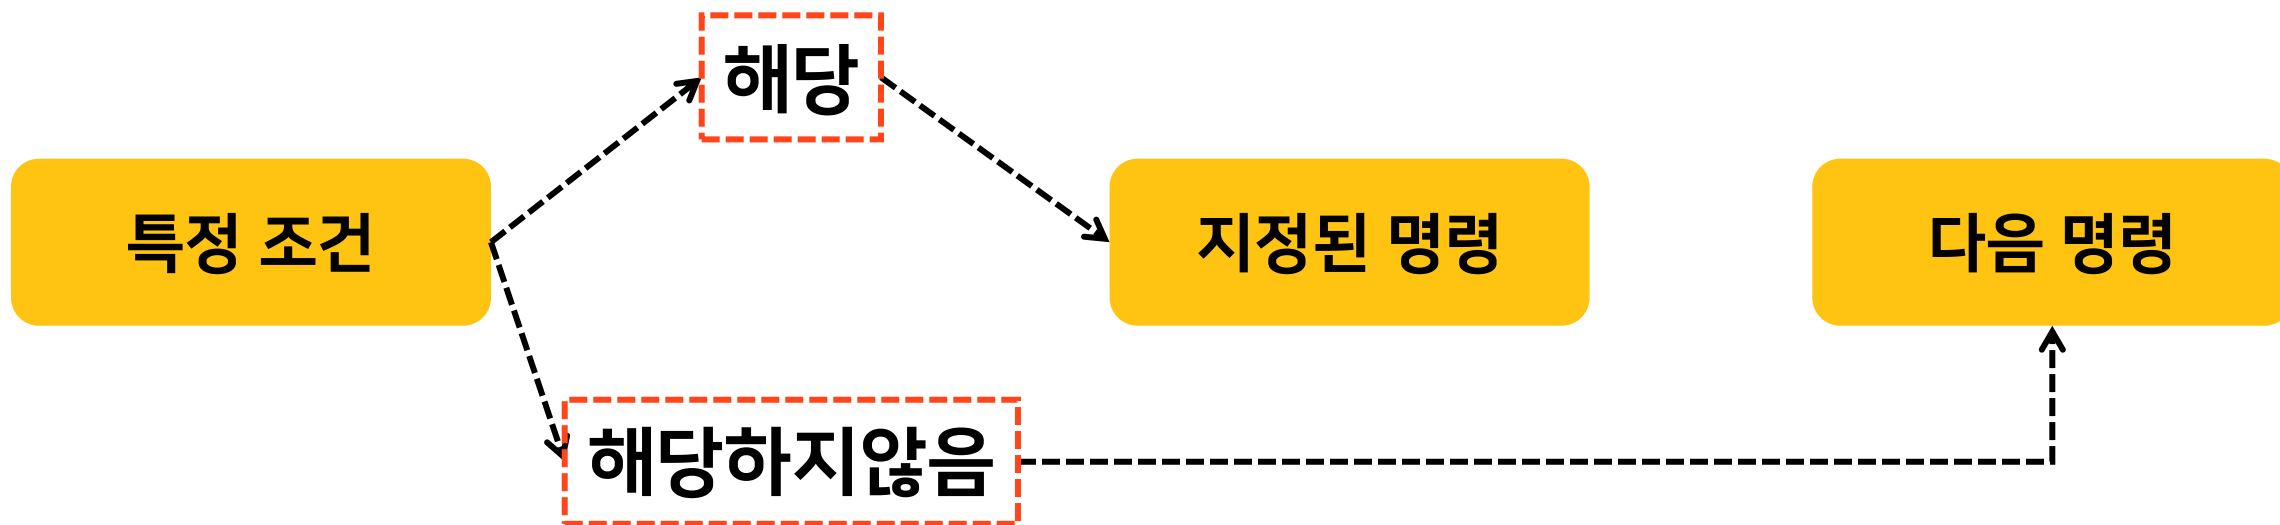 해당
특정 조건
지정된 명령
다음 명령
해당하지않음